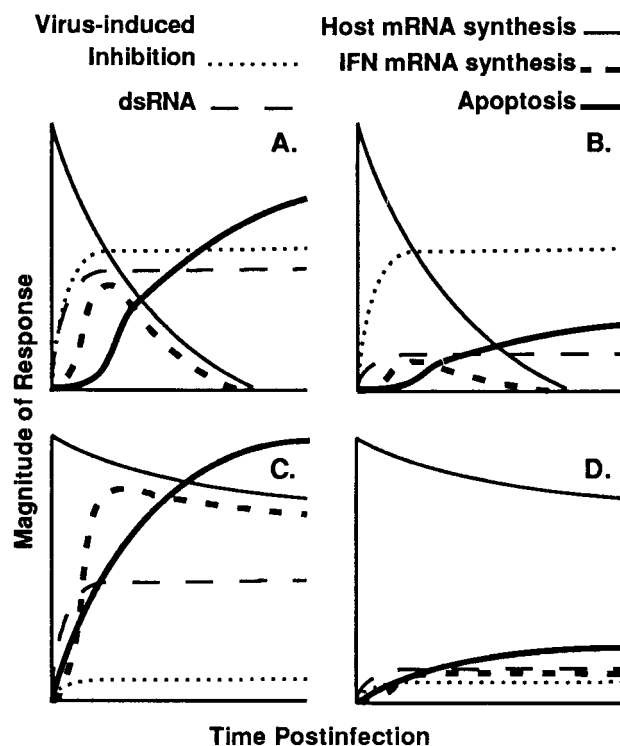 Virus-induced
Inhibition
dsRNA
Host mRNA synthesis
IFN mRNA synthesis
Apoptosis
A.
B.
C.
D.
Magnitude of Response
Time Postinfection